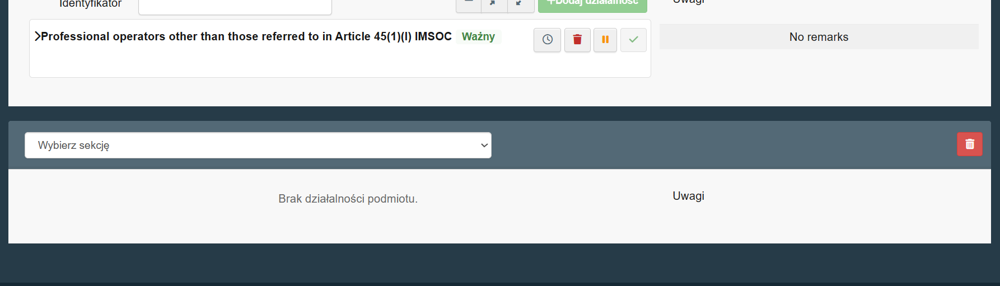 Identyfikator
Dodaj działalność
Uwagi
Professional operators other than those referred to in Article 45(1)(l) IMSOC Ważny
No remarks
Wybierz sekcję
Brak działalności podmiotu.
Uwagi